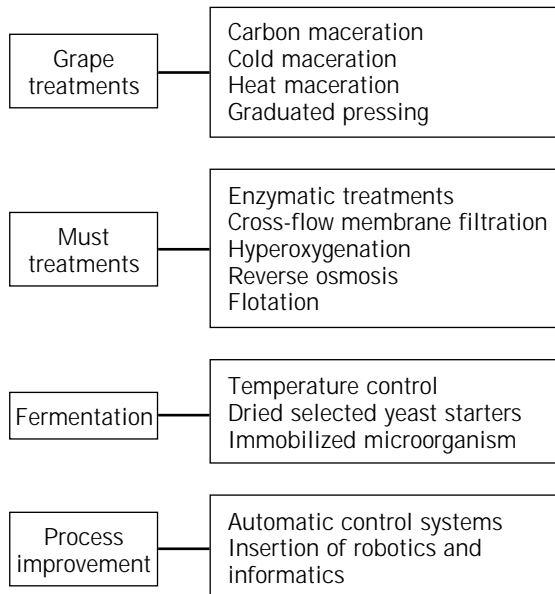 Grape
treatments
Carbon maceration
Cold maceration
Heat maceration
Graduated pressing
Must
treatments
Enzymatic treatments
Cross-flow membrane filtration
Hyperoxygenation
Reverse osmosis
Flotation
Fermentation
Temperature control
Dried selected yeast starters
Immobilized microorganism
Process
improvement
Automatic control systems
Insertion of robotics and
informatics